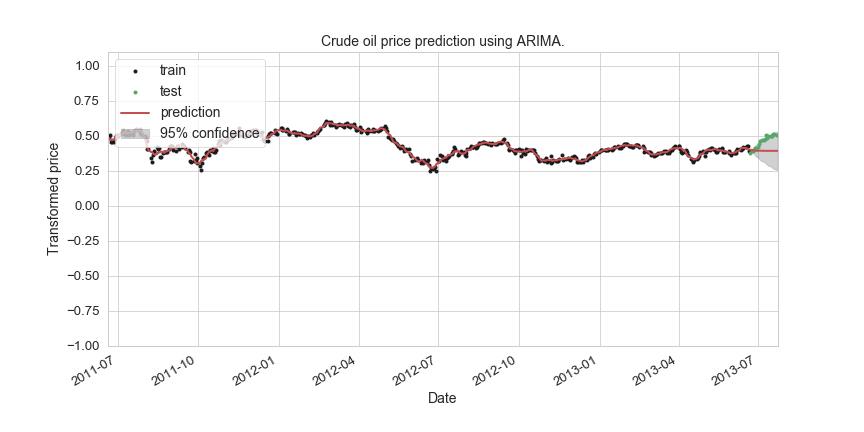 Crude oil price prediction using ARIMA.
1.00
0.75
0.50
0.25
0.00
−0.25
−0.50
−0.75
−1.00
Transformed price
train
test
prediction
95% confidence
2011-07
2011-10
2012-01
2012-04
2012-07
2012-10
2013-01
2013-04
2013-07
Date